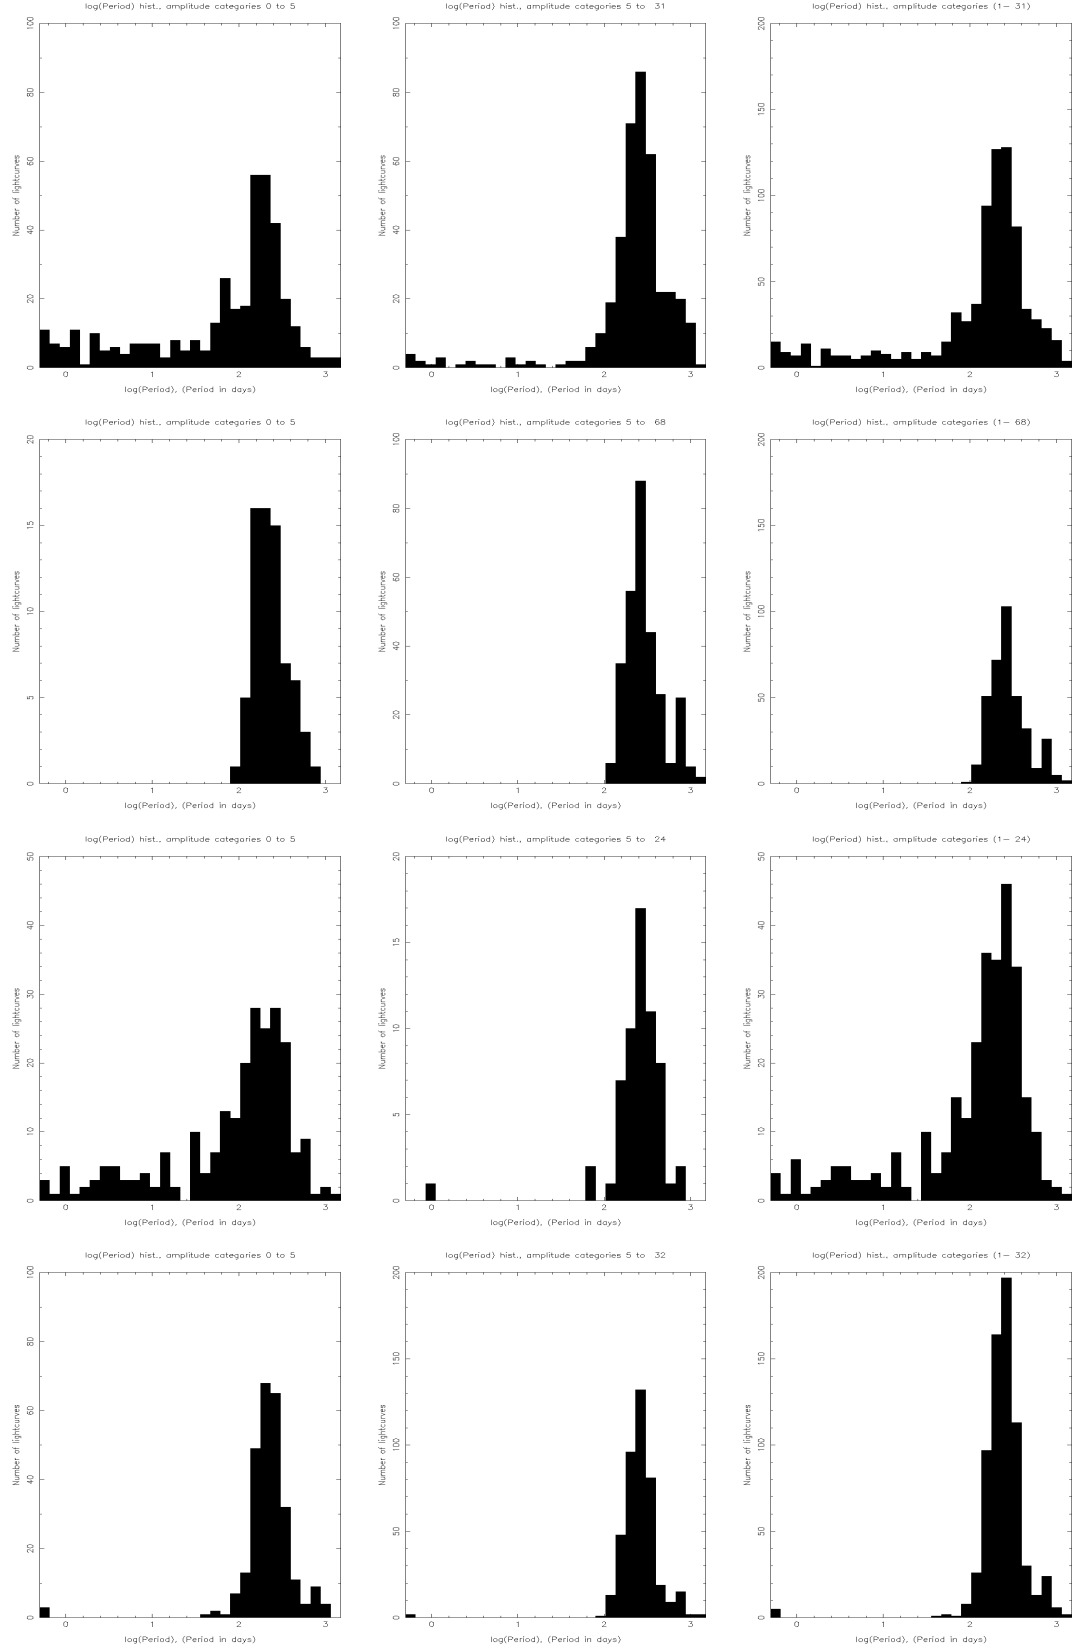 log(Period) hist., amplitude categories 0 to 5
log(Period) hist., amplitude categories 5 to 31
log(Period) hist., amplitude categories (1− 31)
Number of lightcurves
0 20 40 60 80 100
Number of lightcurves
0 20 40 60 80 100
Number of lightcurves
0 50 100 150 200
0 1 2 3
0 1 2 3
0 1 2 3
log(Period), (Period in days)
log(Period), (Period in days)
log(Period), (Period in days)
log(Period) hist., amplitude categories 0 to 5
log(Period) hist., amplitude categories 5 to 68
log(Period) hist., amplitude categories (1− 68)
Number of lightcurves
0 5 10 15 20
Number of lightcurves
0 20 40 60 80 100
Number of lightcurves
0 50 100 150 200
0 1 2 3
0 1 2 3
0 1 2 3
log(Period), (Period in days)
log(Period), (Period in days)
log(Period), (Period in days)
log(Period) hist., amplitude categories 0 to 5
log(Period) hist., amplitude categories 5 to 24
log(Period) hist., amplitude categories (1− 24)
Number of lightcurves
0 10 20 30 40 50
Number of lightcurves
0 5 10 15 20
Number of lightcurves
0 10 20 30 40 50
0 1 2 3
0 1 2 3
0 1 2 3
log(Period), (Period in days)
log(Period), (Period in days)
log(Period), (Period in days)
log(Period) hist., amplitude categories 0 to 5
log(Period) hist., amplitude categories 5 to 32
log(Period) hist., amplitude categories (1− 32)
Number of lightcurves
0 20 40 60 80 100
Number of lightcurves
0 50 100 150 200
Number of lightcurves
0 50 100 150 200
0 1 2 3
0 1 2 3
0 1 2 3
log(Period), (Period in days)
log(Period), (Period in days)
log(Period), (Period in days)